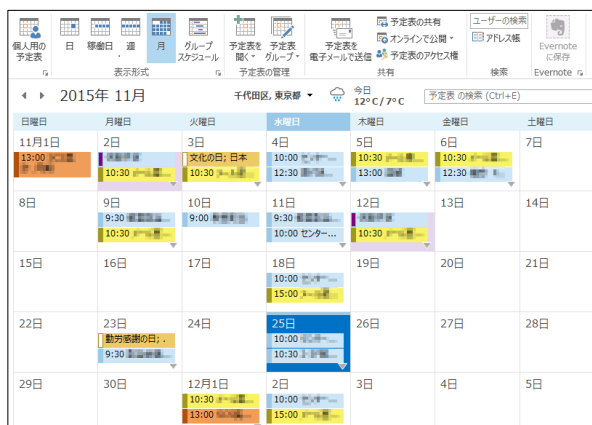 個人用の
予定表
日
稼働日
週
月
グループ
スケジュール
表示形式
予定表を
開く
予定表
グループ
予定表の管理
予定表を
電子メールで送信
予定表の共有
オンラインで公開
予定表のアクセス権
共有
ユーザーの検索
アドレス帳
検索
Evernote
に保存
Evernote
2015年 11月
千代田区, 東京都
今日
12°C/7°C
予定表 の検索 (Ctrl+E)
日曜日 月曜日 火曜日 水曜日 木曜日 金曜日 土曜日
11月1日 2日 3日 4日 5日 6日 7日
13:00 文化の日; 日本 10:00 10:30 10:30
10:30 10:30 12:30 13:00 12:30
8日 9日 10日 11日 12日 13日 14日
9:30 9:00 9:30
10:30 10:00 センター... 10:30
15日 16日 17日 18日 19日 20日 21日
10:00
15:00
22日 23日 24日 25日 26日 27日 28日
勤労感謝の日; . 10:00
9:30 10:30
29日 30日 12月1日 2日 3日 4日 5日
10:30 10:00
13:00 15:00